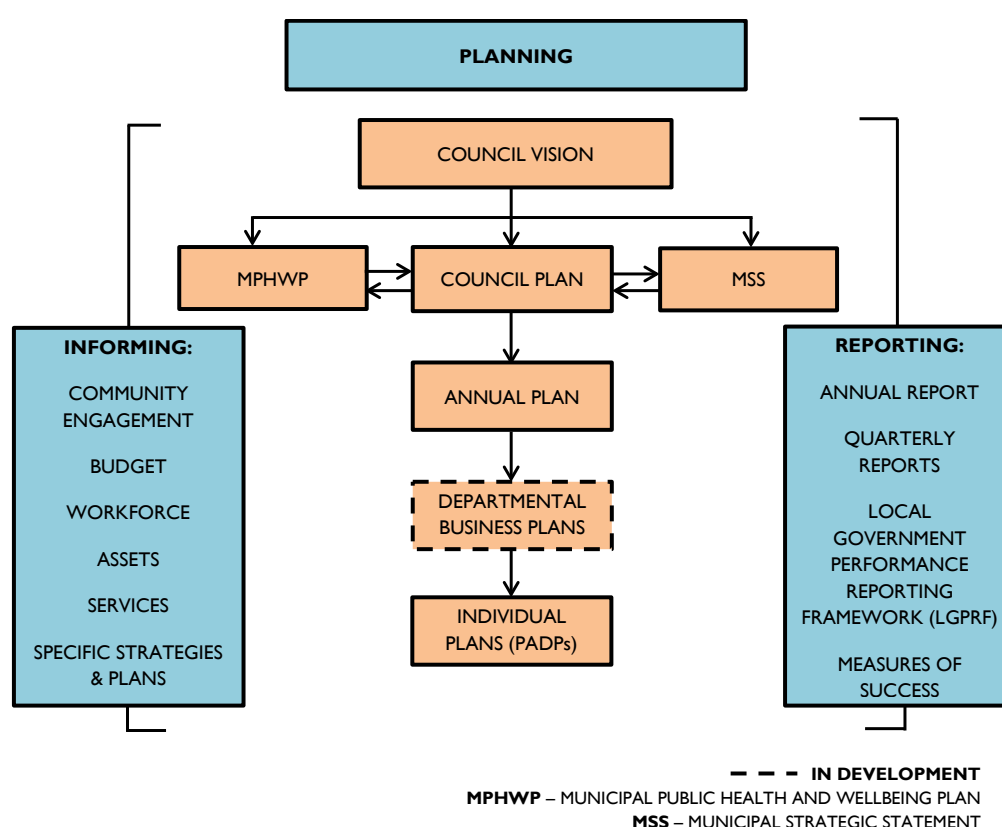 PLANNING
COUNCIL VISION
MPHWP
COUNCIL PLAN
MSS
INFORMING:
COMMUNITY
ENGAGEMENT
BUDGET
WORKFORCE
ASSETS
SERVICES
SPECIFIC STRATEGIES
& PLANS
ANNUAL PLAN
DEPARTMENTAL
BUSINESS PLANS
INDIVIDUAL
PLANS (PADPs)
REPORTING:
ANNUAL REPORT
QUARTERLY
REPORTS
LOCAL
GOVERNMENT
PERFORMANCE
REPORTING
FRAMEWORK (LGPRF)
MEASURES OF
SUCCESS
IN DEVELOPMENT
MPHWP – MUNICIPAL PUBLIC HEALTH AND WELLBEING PLAN
MSS – MUNICIPAL STRATEGIC STATEMENT